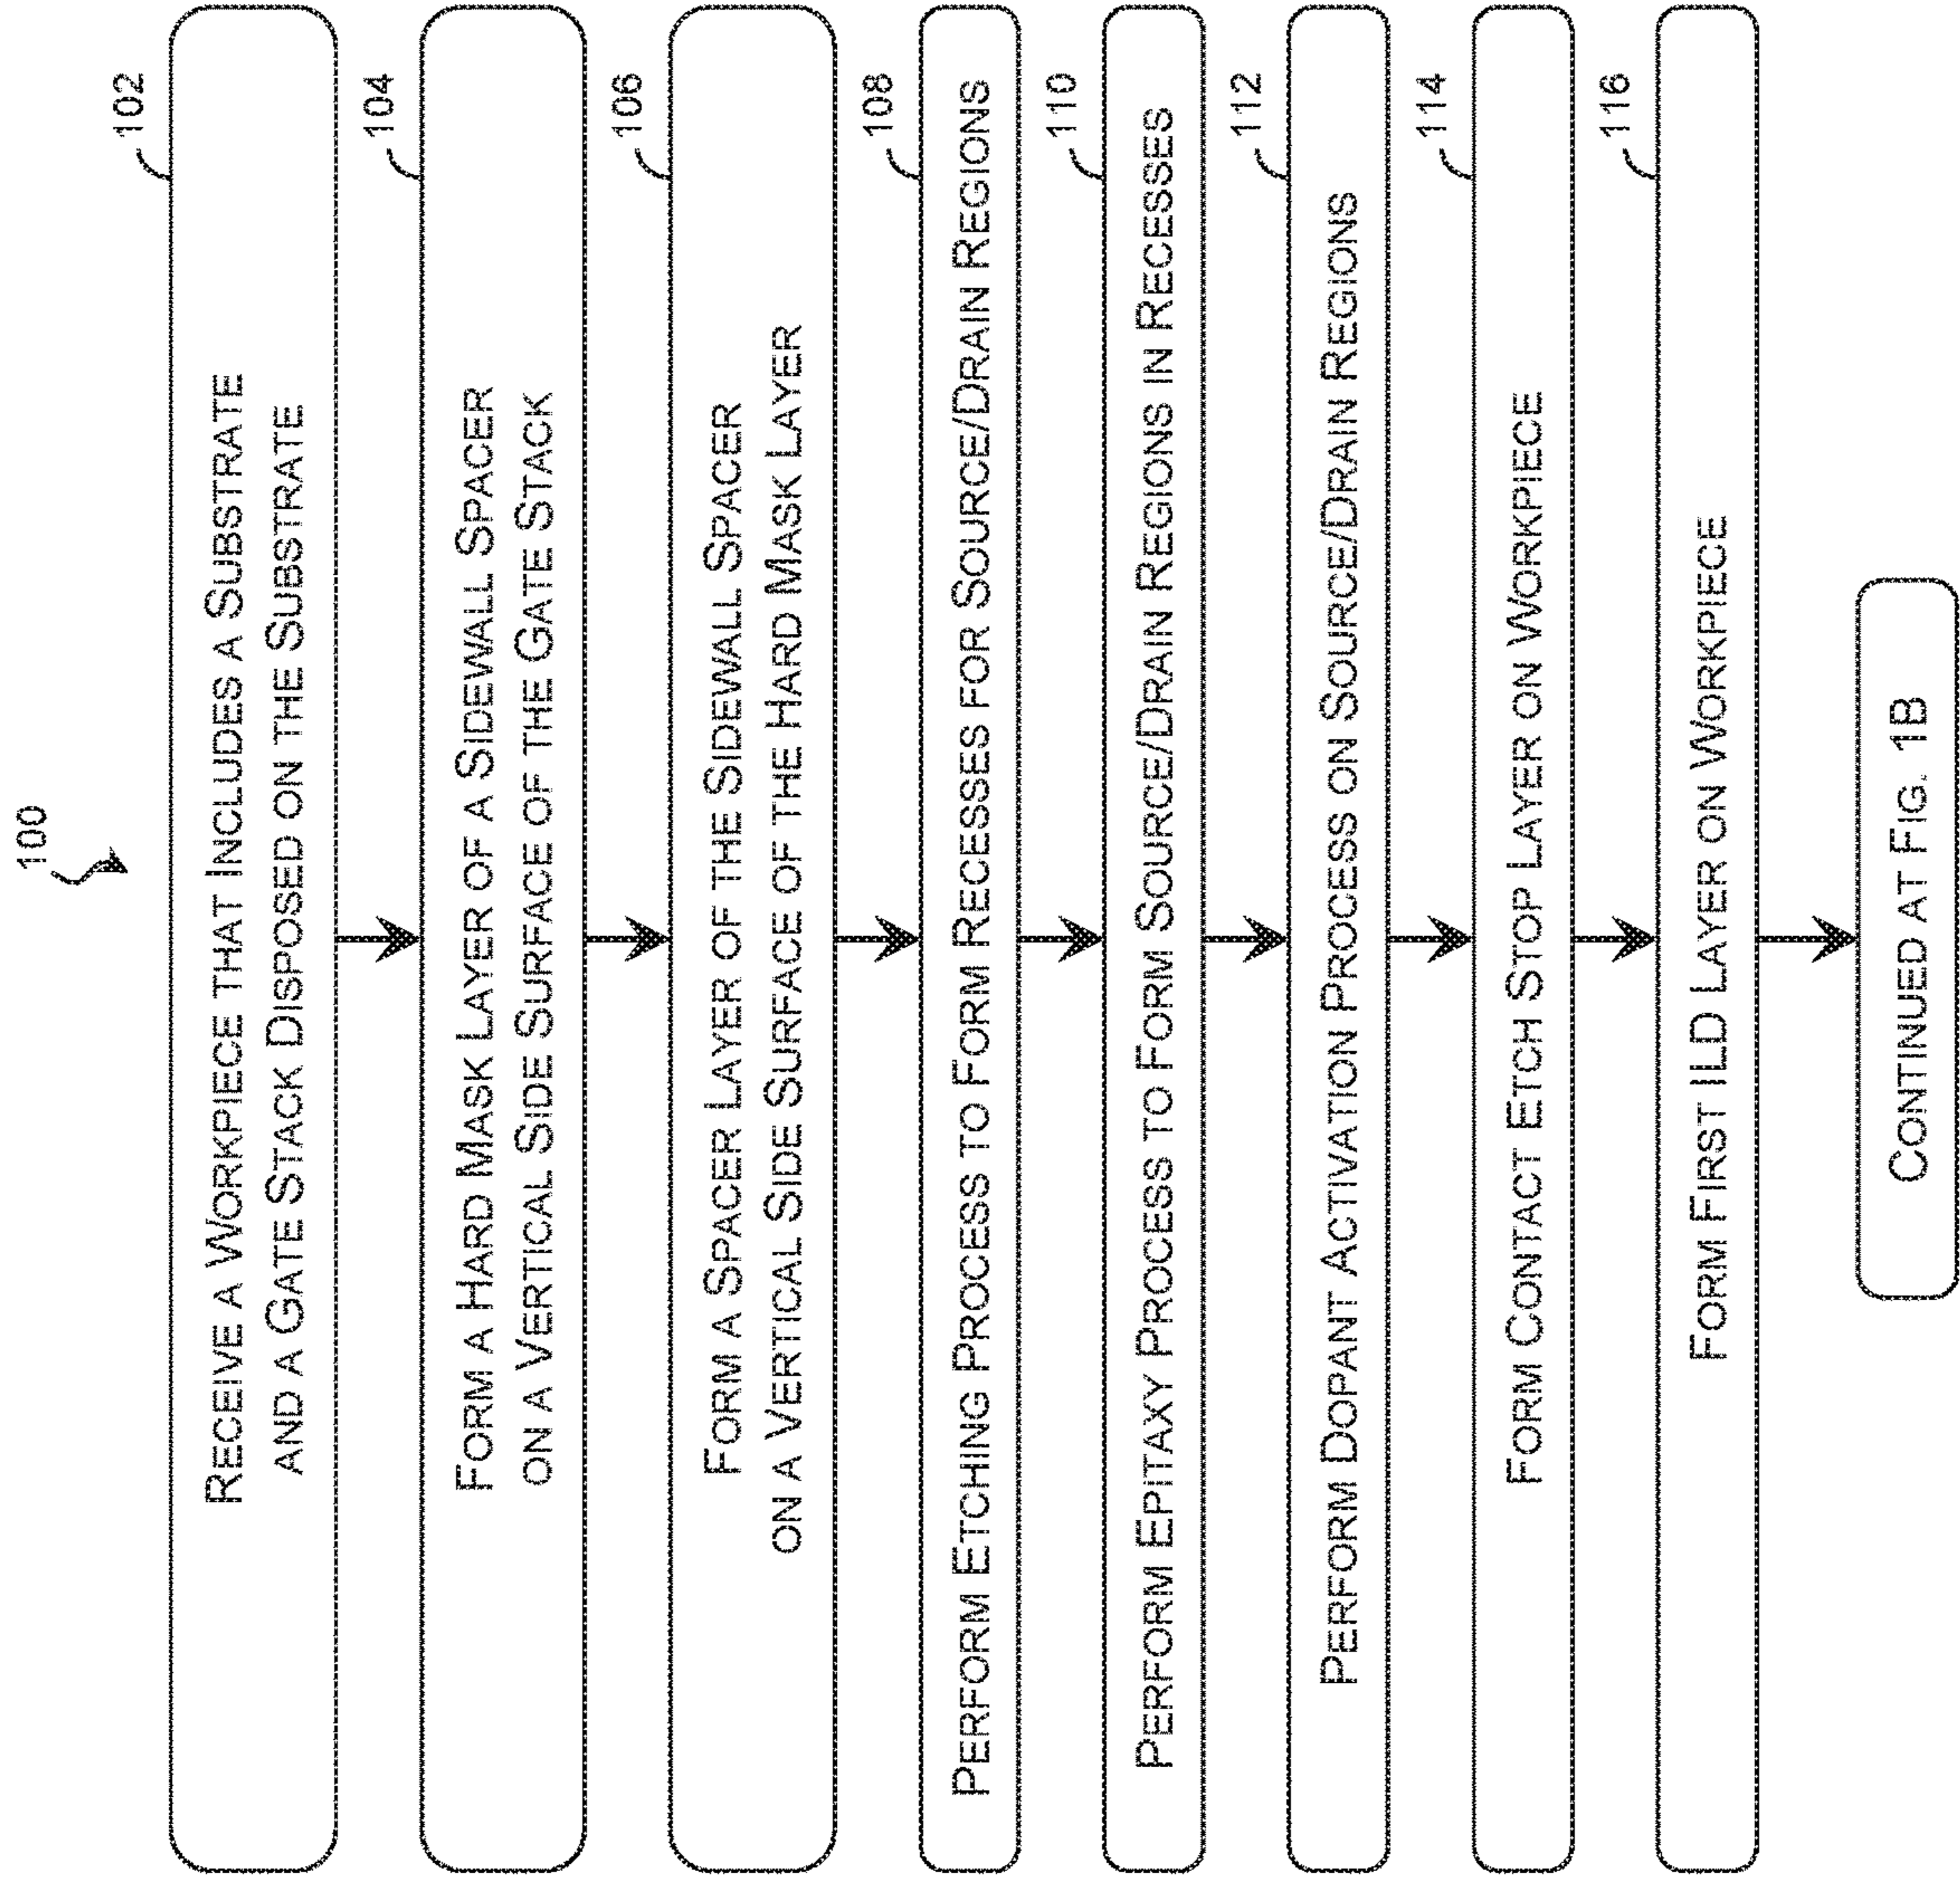 100
102
Receive a Workpiece that Includes a Substrate
and a Gate Stack Disposed on the Substrate
104
Form a Hard Mask Layer of a Sidewall Spacer
on a Vertical Side Surface of the Gate Stack
106
Form a Spacer Layer of the Sidewall Spacer
on a Vertical Side Surface of the Hard Mask Layer
108
Perform Etching Process to Form Recesses for Source/Drain Regions
110
Perform Epitaxy Process to Form Source/Drain Regions in Recesses
112
Perform Dopant Activation Process on Source/Drain Regions
114
Form Contact Etch Stop Layer on Workpiece
116
Form First ILD Layer on Workpiece
Continued at Fig. 1B